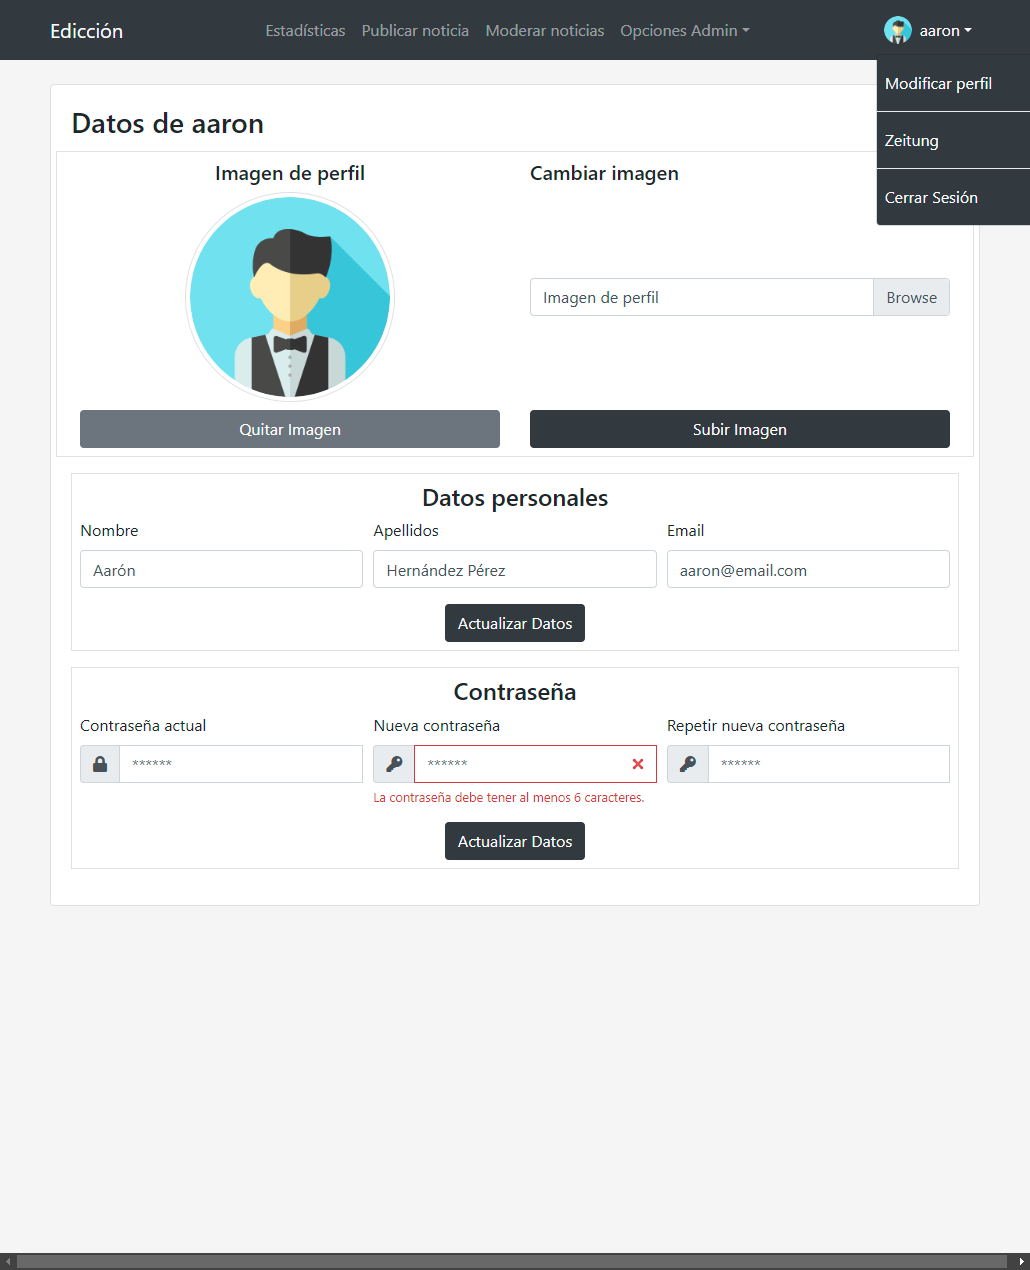 Edicción
Estadísticas Publicar noticia Moderar noticias Opciones Admin
aaron
Modificar perfil
Zeitung
Cerrar Sesión
Datos de aaron
Imagen de perfil
Cambiar imagen
Imagen de perfil Browse
Quitar Imagen
Subir Imagen
Datos personales
Nombre Apellidos Email
Aarón Hernández Pérez aaron@email.com
Actualizar Datos
Contraseña
Contraseña actual Nueva contraseña Repetir nueva contraseña
****** ****** ******
La contraseña debe tener al menos 6 caracteres.
Actualizar Datos